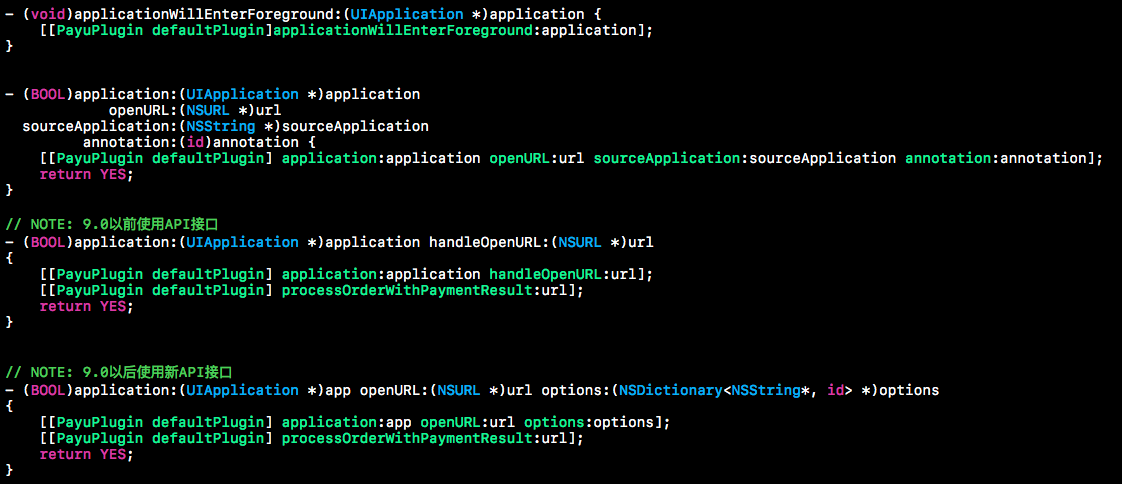 - (void)applicationWillEnterForeground:(UIApplication *)application {
    [[PayuPlugin defaultPlugin]applicationWillEnterForeground:application];
}
- (BOOL)application:(UIApplication *)application
            openURL:(NSURL *)url
  sourceApplication:(NSString *)sourceApplication
         annotation:(id)annotation {
    [[PayuPlugin defaultPlugin] application:application openURL:url sourceApplication:sourceApplication annotation:annotation];
    return YES;
}
// NOTE: 9.0以前使用API接口
- (BOOL)application:(UIApplication *)application handleOpenURL:(NSURL *)url
{
    [[PayuPlugin defaultPlugin] application:application handleOpenURL:url];
    [[PayuPlugin defaultPlugin] processOrderWithPaymentResult:url];
    return YES;
}
// NOTE: 9.0以后使用新API接口
- (BOOL)application:(UIApplication *)app openURL:(NSURL *)url options:(NSDictionary<NSString*, id> *)options
{
    [[PayuPlugin defaultPlugin] application:app openURL:url options:options];
    [[PayuPlugin defaultPlugin] processOrderWithPaymentResult:url];
    return YES;
}